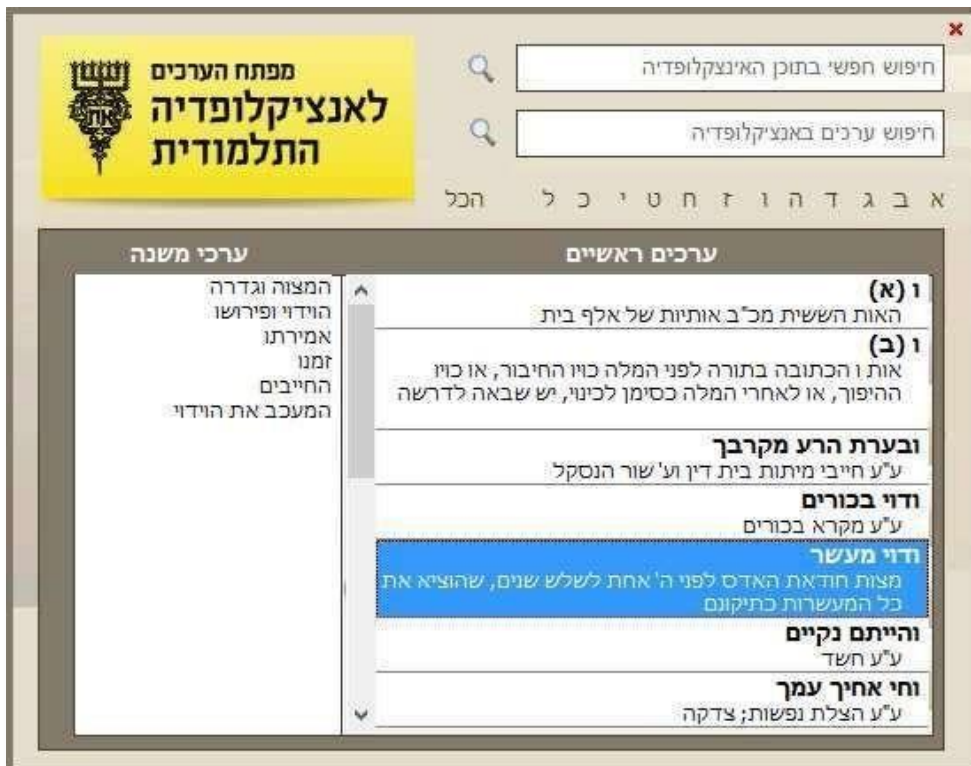 מפתח הערכים
לאנציקלופדיה
התלמודית
חיפוש חפשי בתוכן האינצקלופדיה
חיפוש ערכים באנציקלופדיה
א ב ג ד ה ו ז ח ט י כ ל הכל
ערכים ראשיים
ו (א)
האות הששית מכ"ב אותיות של אלף בית
ו (ב)
אות ו הכתובה בתורה לפני המלה כויו החיבור, או כויו
ההיפוך, או לאחרי המלה כסימן לכינוי, יש שבאה לדרשה
ובערת הרע מקרבך
ע"ע חייבי מיתות בית דין וע' שור הנסקל
ודוי בכורים
ע"ע מקרא בכורים
ודוי מעשר
מצות חודאת האדם לפני ה' אחת לשלש שנים, שהוציא את
כל המעשרות כתיקונם
והייתם נקיים
ע"ע חשד
וחי אחיך עמך
ע"ע הצלת נפשות; צדקה
ערכי משנה
המצוה וגדרה
הוידוי ופירושו
אמירתו
זמנו
החייבים
המעכב את הוידוי